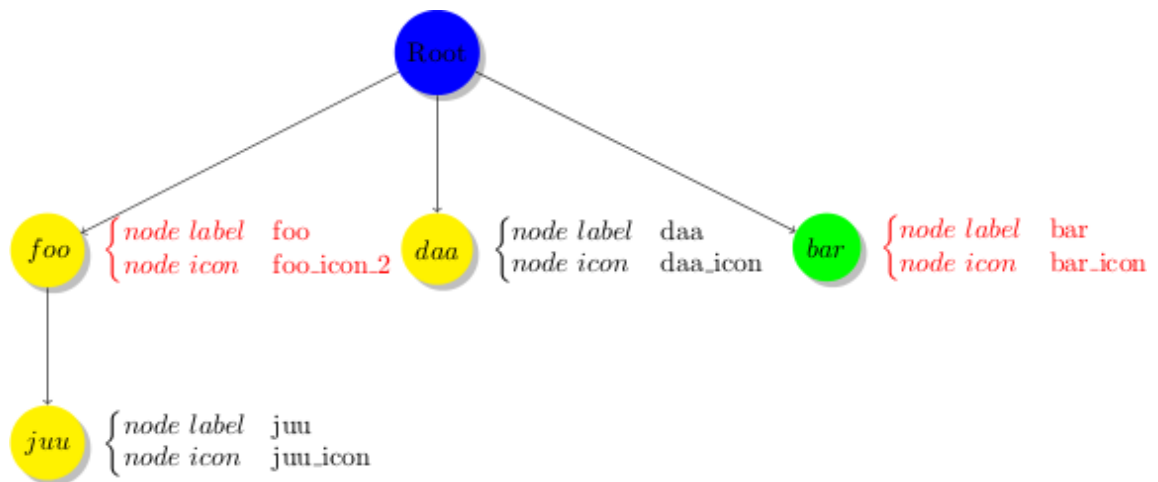 Root
foo
node label foo
node icon foo_icon_2
daa
node label daa
node icon daa_icon
bar
node label bar
node icon bar_icon
juu
node label juu
node icon juu_icon